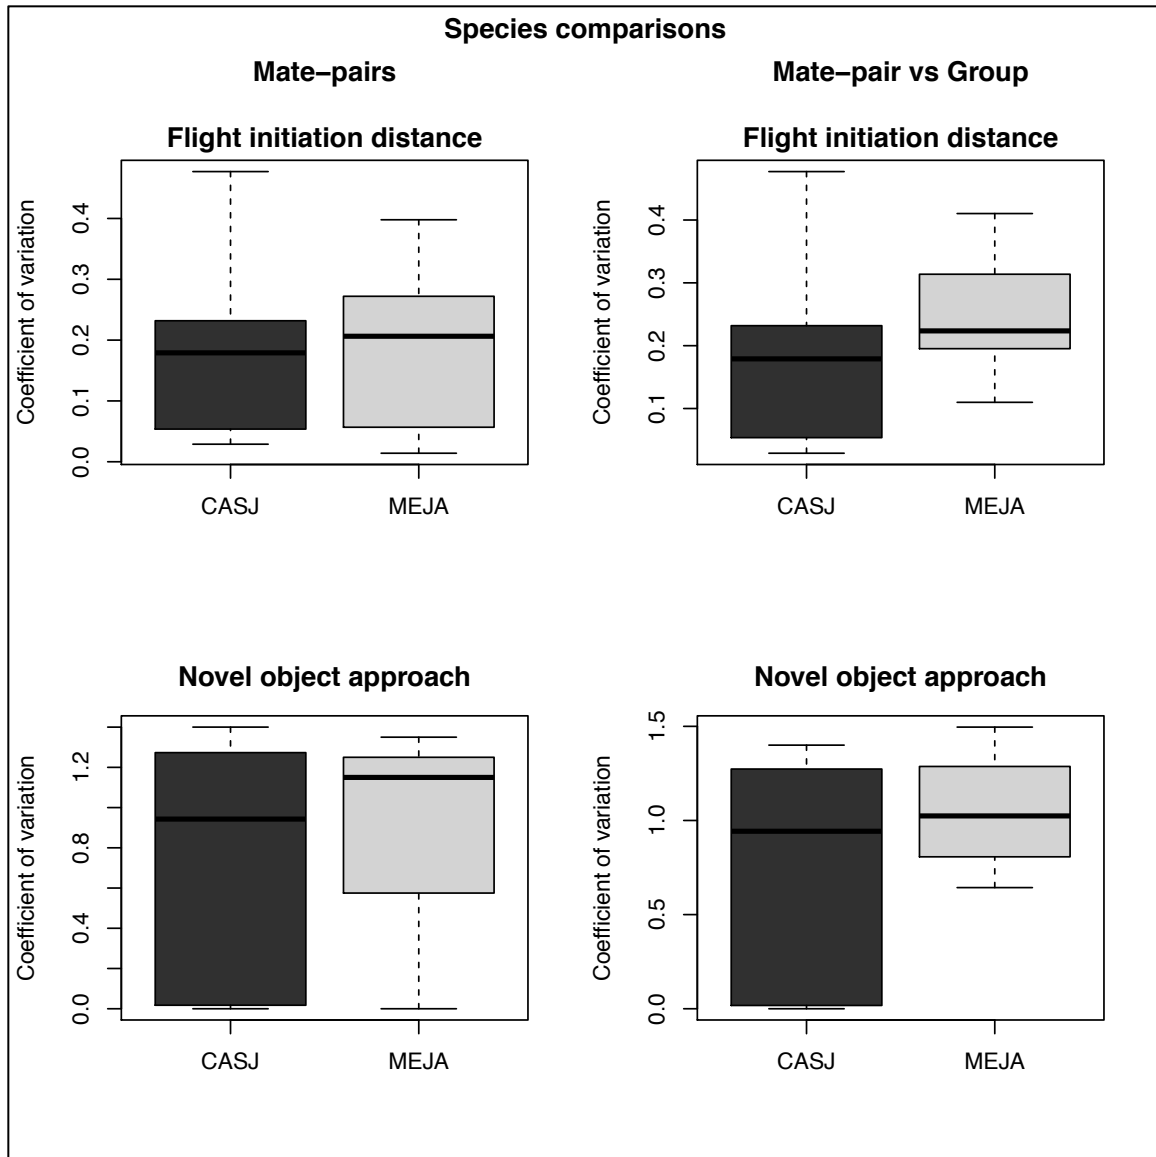 Species comparisons
Mate−pairs
Mate−pair vs Group
Flight initiation distance
Coefficient of variation
0.4
0.3
0.2
0.1
0.0
CASJ
MEJA
Flight initiation distance
Coefficient of variation
0.4
0.3
0.2
0.1
CASJ
MEJA
Novel object approach
Coefficient of variation
1.2
0.8
0.4
0.0
CASJ
MEJA
Novel object approach
Coefficient of variation
1.5
1.0
0.5
0.0
CASJ
MEJA